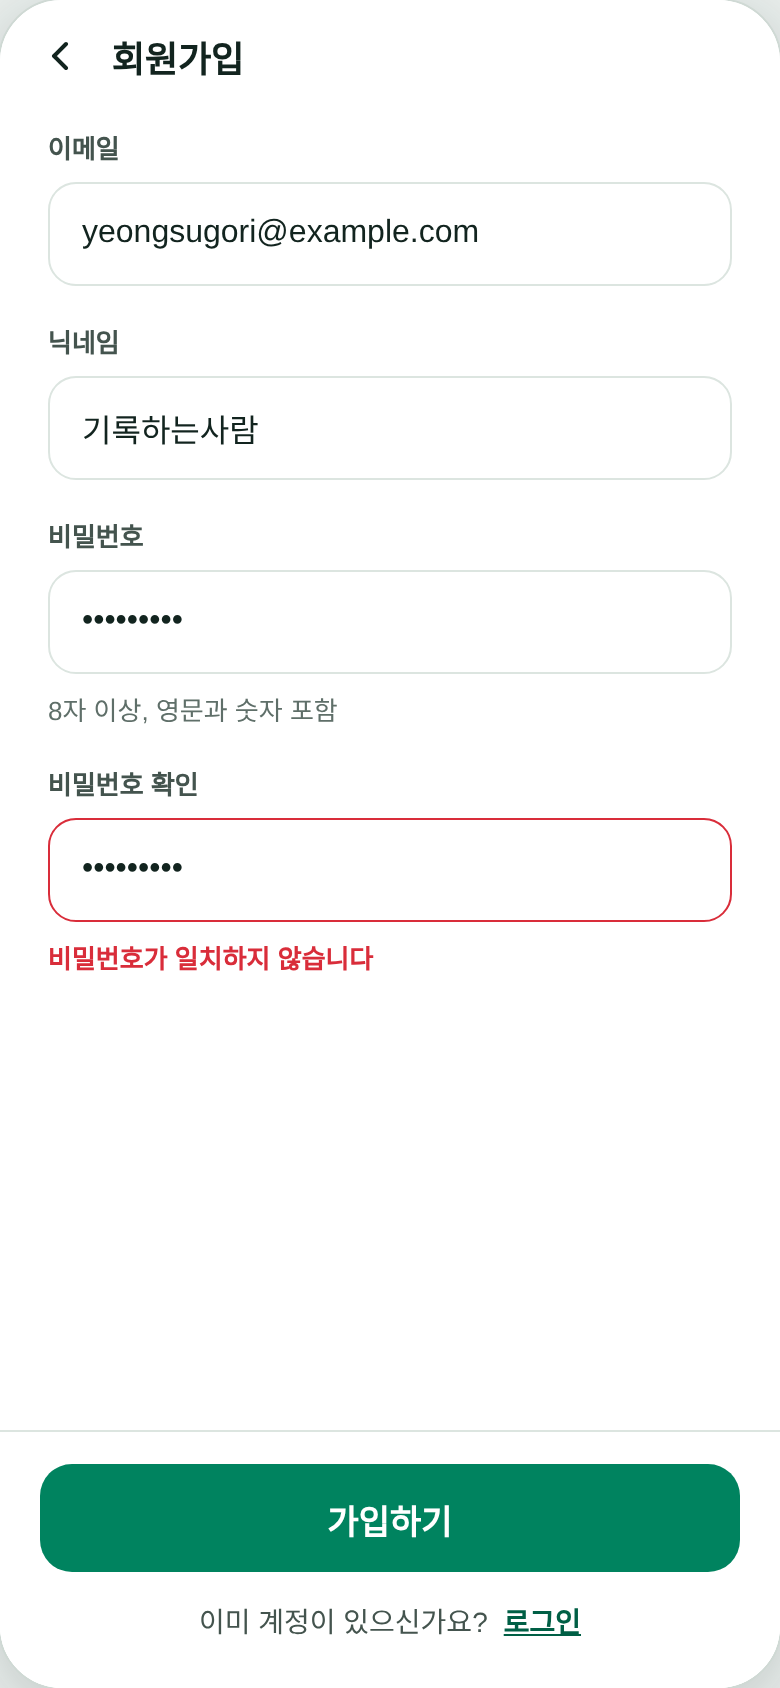 회원가입
이메일
yeongsugori@example.com
닉네임
기록하는사람
비밀번호
•••••••••
8자 이상, 영문과 숫자 포함
비밀번호 확인
•••••••••
비밀번호가 일치하지 않습니다
가입하기
이미 계정이 있으신가요? 로그인